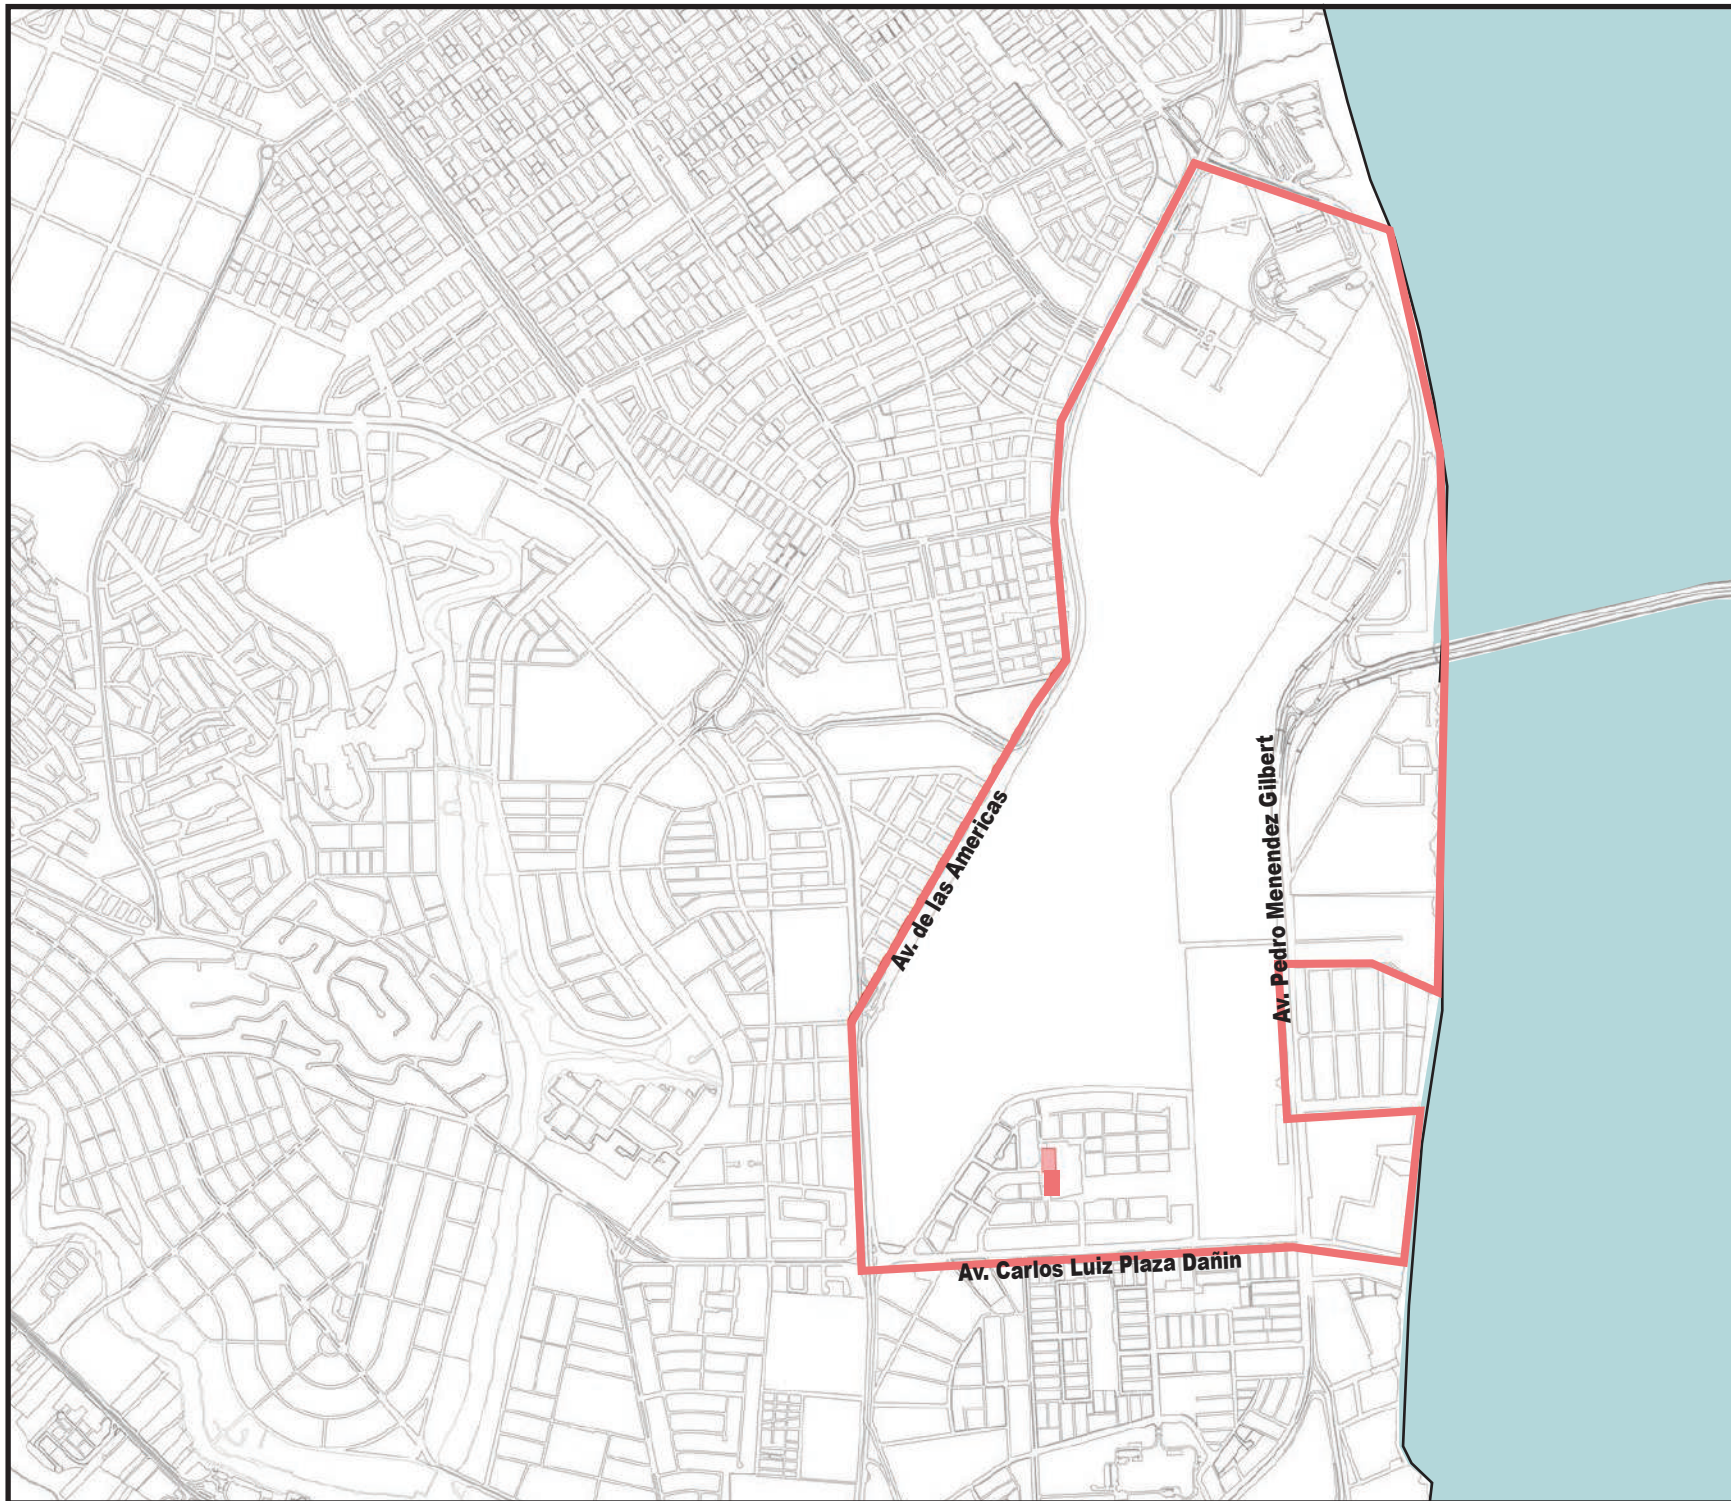 Av. Pedro Menendez Gilbert
Av. de las Americas
Av. Carlos Luiz Plaza Dañin